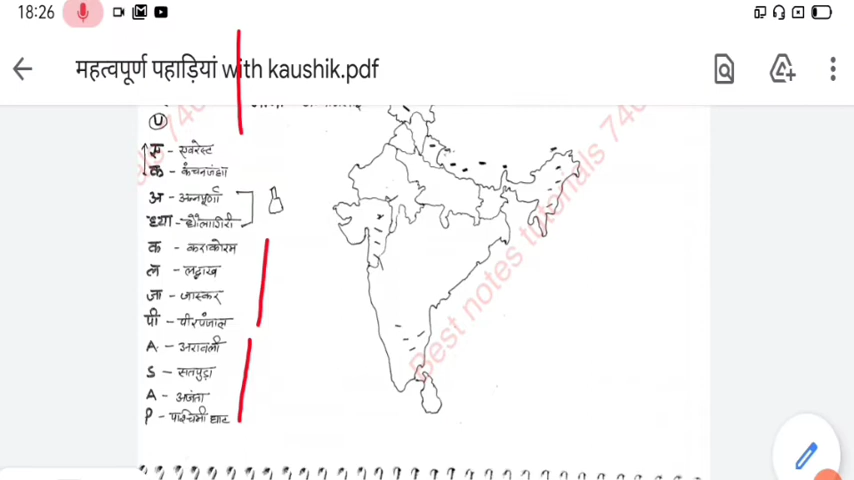 18:26
महत्वपूर्ण पहाड़ियां with kaushik.pdf
U
ए - एवरेस्ट
क - कंचनजंघा
अ - अन्नपूर्णा
ध्या - धौलागिरी
क - काराकोरम
ल - लद्दाख
जा - जास्कर
पी - पीरपंजाल
A - अरावली
S - सतपुड़ा
A - अजंता
P - पश्चिमी घाट
Best notes tutorials 740